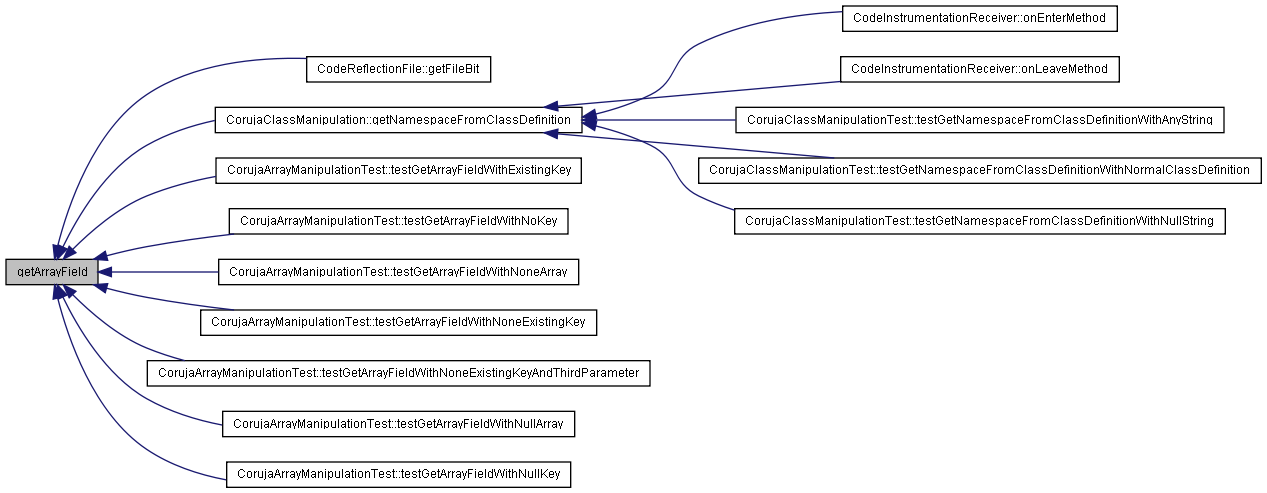 CodeInstrumentationReceiver::onEnterMethod
CodeReflectionFile::getFileBit
CodeInstrumentationReceiver::onLeaveMethod
CorujaClassManipulation::getNamespaceFromClassDefinition
CorujaClassManipulationTest::testGetNamespaceFromClassDefinitionWithAnyString
CorujaArrayManipulationTest::testGetArrayFieldWithExistingKey
CorujaClassManipulationTest::testGetNamespaceFromClassDefinitionWithNormalClassDefinition
CorujaArrayManipulationTest::testGetArrayFieldWithNoKey
CorujaClassManipulationTest::testGetNamespaceFromClassDefinitionWithNullString
getArrayField
CorujaArrayManipulationTest::testGetArrayFieldWithNoneArray
CorujaArrayManipulationTest::testGetArrayFieldWithNoneExistingKey
CorujaArrayManipulationTest::testGetArrayFieldWithNoneExistingKeyAndThirdParameter
CorujaArrayManipulationTest::testGetArrayFieldWithNullArray
CorujaArrayManipulationTest::testGetArrayFieldWithNullKey